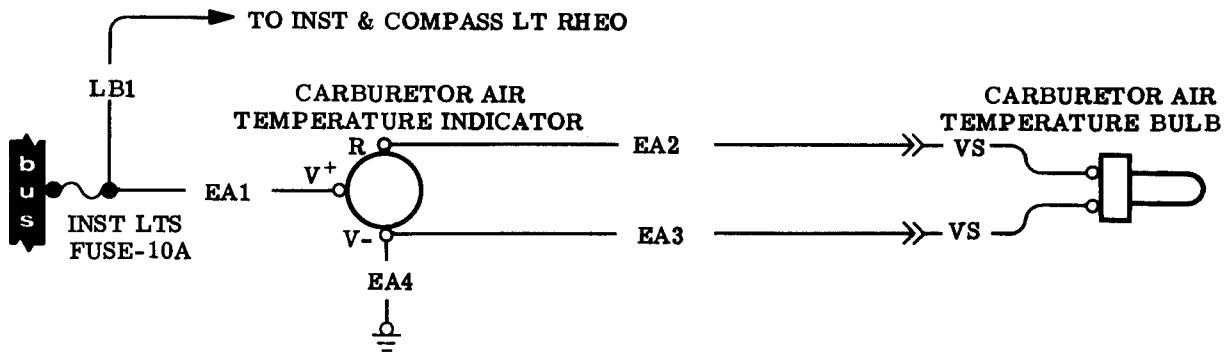 TO INST & COMPASS LT RHEO
LB1
CARBURETOR AIR
TEMPERATURE INDICATOR
CARBURETOR AIR
TEMPERATURE BULB
R
EA2
VS
bus
V+
EA1
INST LTS
FUSE-10A
V-
EA3
VS
EA4